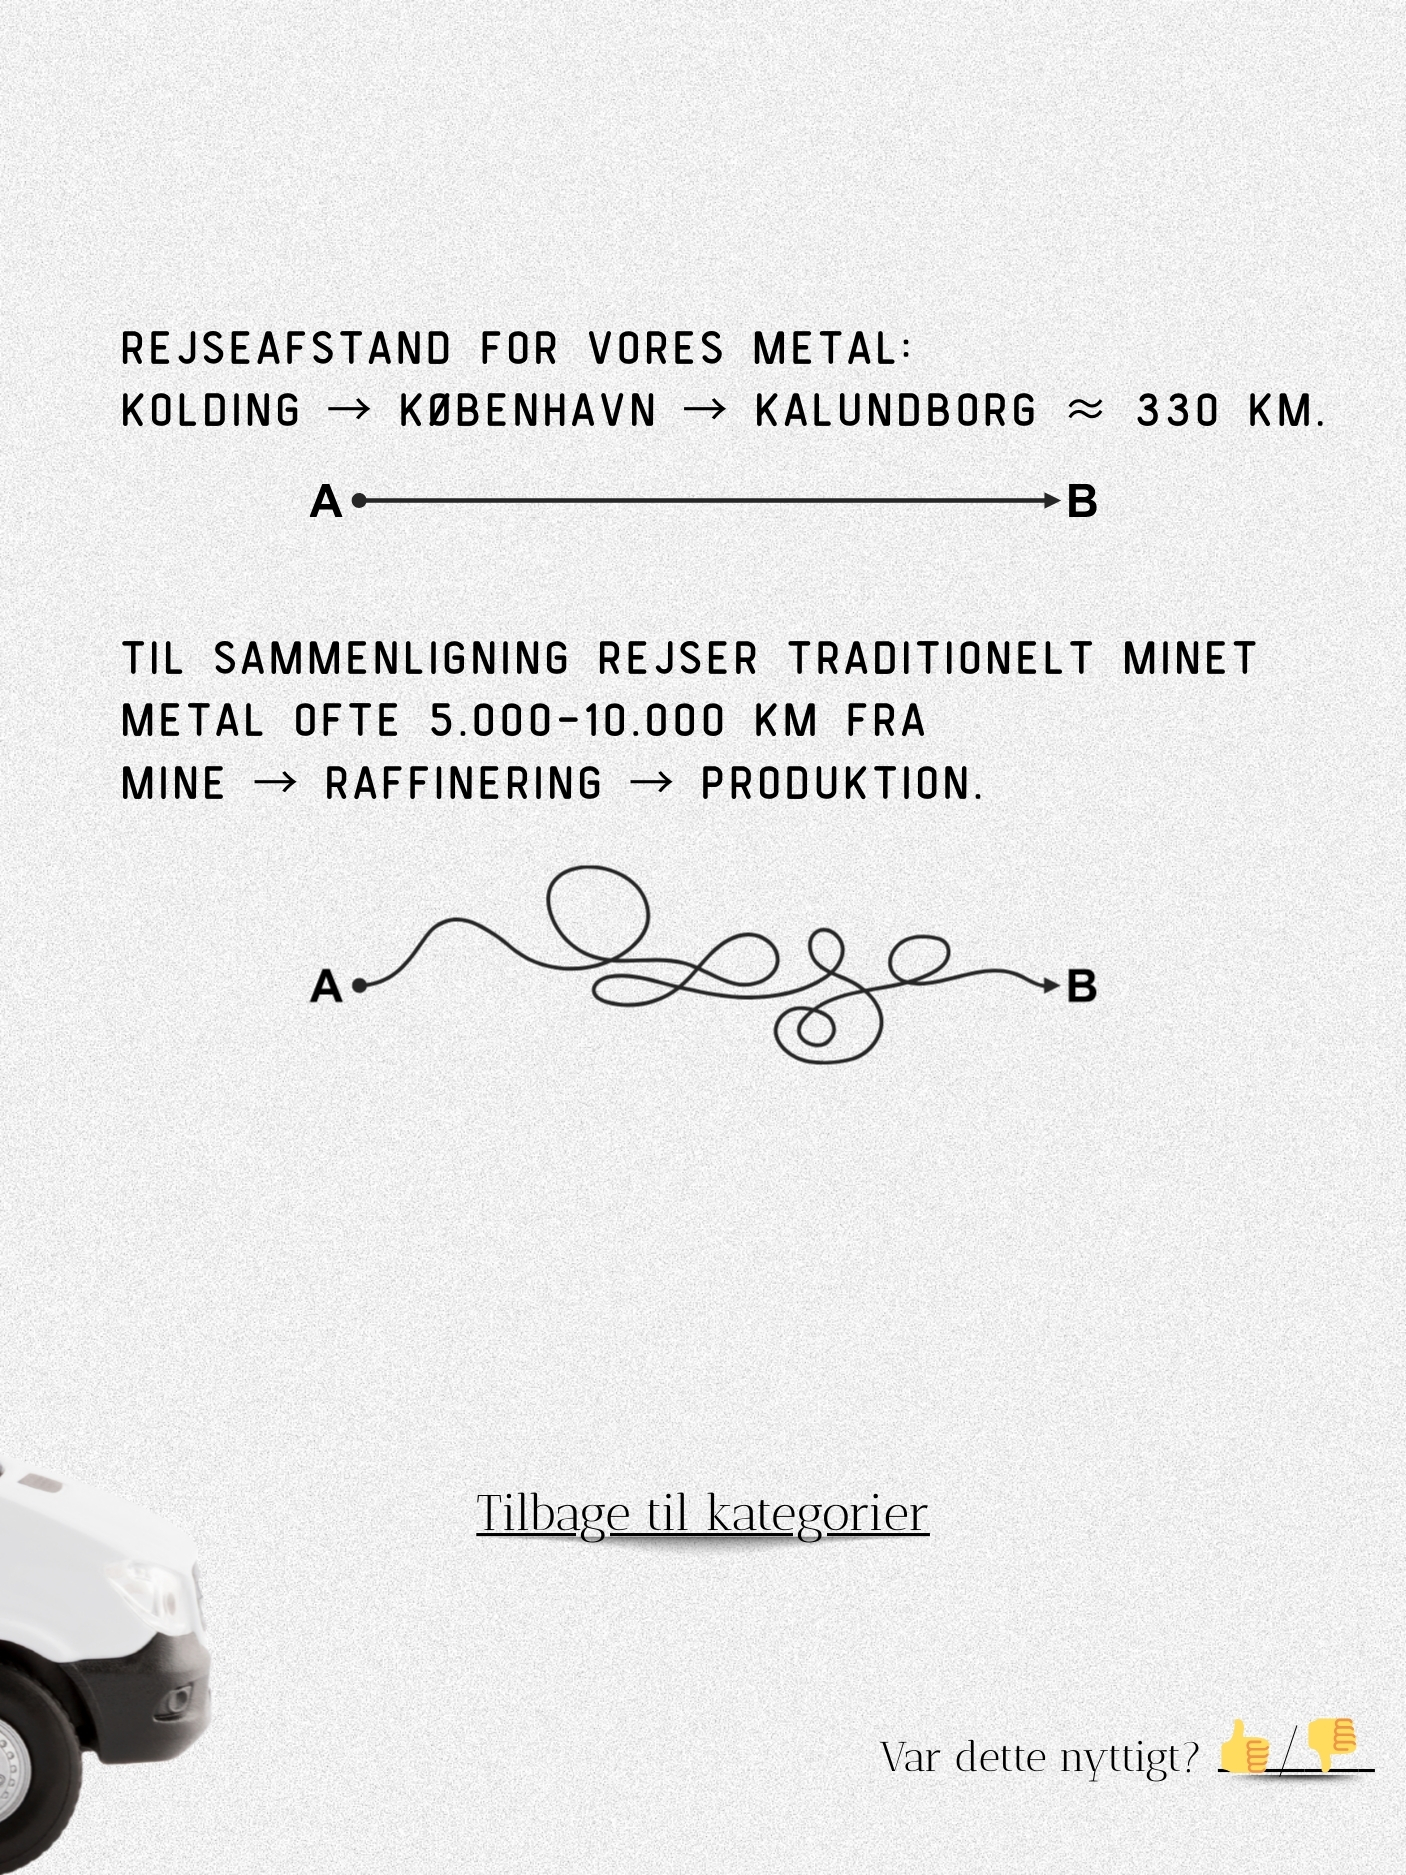 REJSEAFSTAND FOR VORES METAL:
KOLDING → KØBENHAVN → KALUNDBORG ≈ 330 KM.
A B
TIL SAMMENLIGNING REJSER TRADITIONELT MINET
METAL OFTE 5.000-10.000 KM FRA
MINE → RAFFINERING → PRODUKTION.
A B
Tilbage til kategorier
Var dette nyttigt? 👍/👎